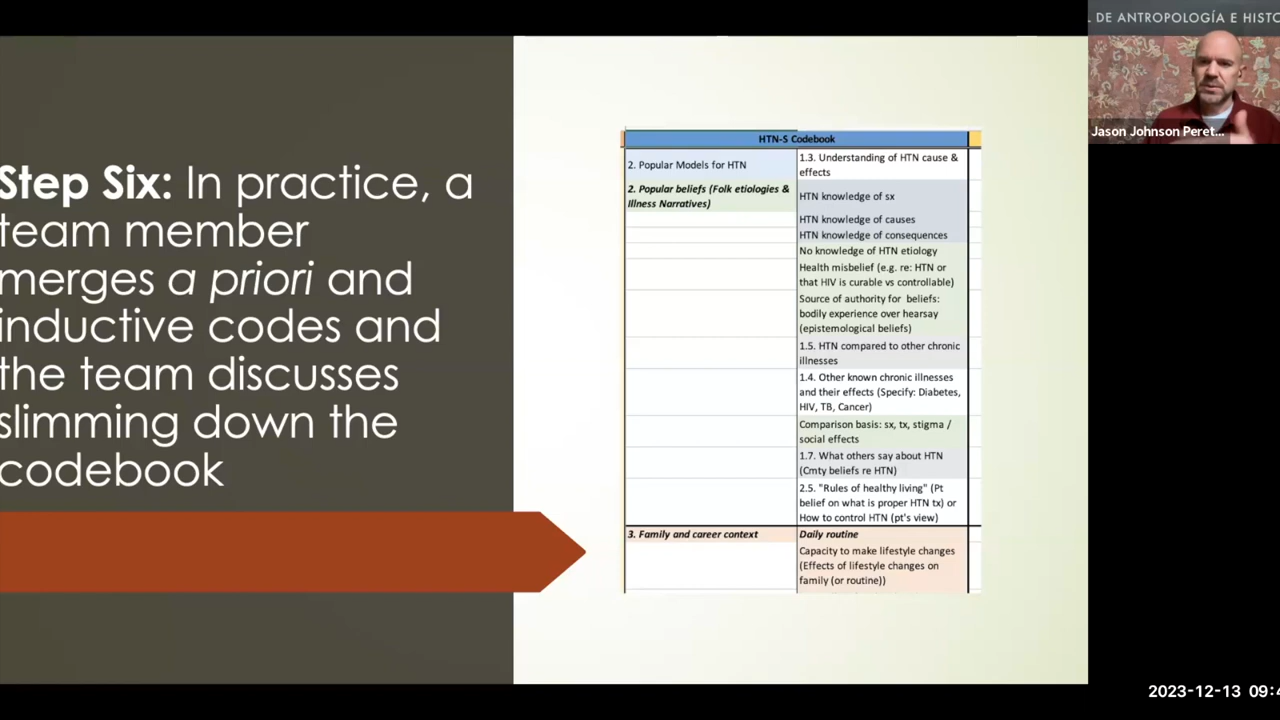 L DE ANTROPOLOGÍA E HISTO
Jason Johnson Peret...
Step Six: In practice, a
team member
merges a priori and
inductive codes and
the team discusses
slimming down the
codebook
HTN-S Codebook
2. Popular Models for HTN
1.3. Understanding of HTN cause &
effects
2. Popular beliefs (Folk etiologies &
Illness Narratives)
HTN knowledge of sx
HTN knowledge of causes
HTN knowledge of consequences
No knowledge of HTN etiology
Health misbelief (e.g. re: HTN or
that HIV is curable vs controllable)
Source of authority for beliefs:
bodily experience over hearsay
(epistemological beliefs)
1.5. HTN compared to other chronic
illnesses
1.4. Other known chronic illnesses
and their effects (Specify: Diabetes,
HIV, TB, Cancer)
Comparison basis: sx, tx, stigma /
social effects
1.7. What others say about HTN
(Cmty beliefs re HTN)
2.5. "Rules of healthy living" (Pt
belief on what is proper HTN tx) or
How to control HTN (pt's view)
3. Family and career context
Daily routine
Capacity to make lifestyle changes
(Effects of lifestyle changes on
family (or routine))
2023-12-13 09:4